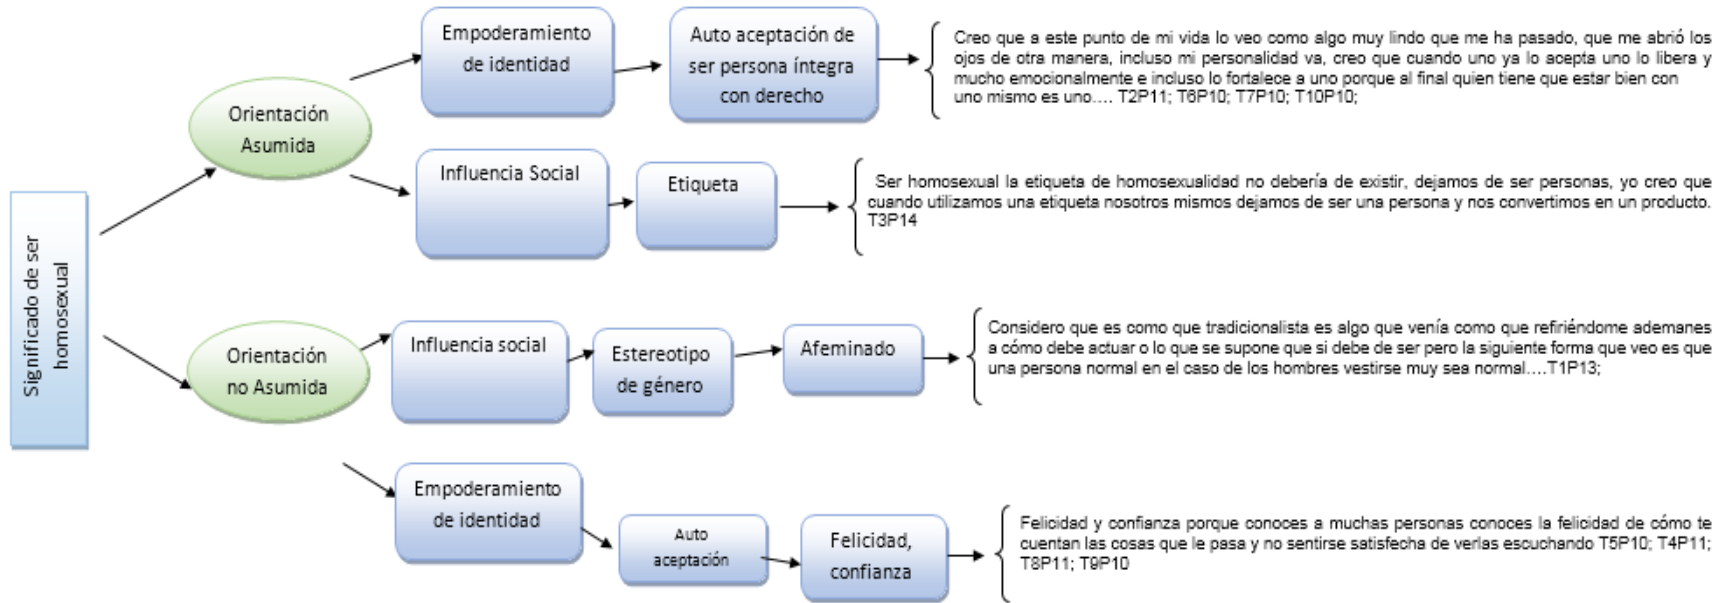 Significado de ser
homosexual
Orientación
Asumida
Empoderamiento
de identidad
Auto aceptación de
ser persona íntegra
con derecho
Creo que a este punto de mi vida lo veo como algo muy lindo que me ha pasado, que me abrió los
ojos de otra manera, incluso mi personalidad va, creo que cuando uno ya lo acepta uno lo libera y
mucho emocionalmente e incluso lo fortalece a uno porque al final quien tiene que estar bien con
uno mismo es uno.... T2P11; T6P10; T7P10; T10P10;
Influencia Social
Etiqueta
Ser homosexual la etiqueta de homosexualidad no debería de existir, dejamos de ser personas, yo creo que
cuando utilizamos una etiqueta nosotros mismos dejamos de ser una persona y nos convertimos en un producto.
T3P14
Orientación
no Asumida
Influencia social
Estereotipo
de género
Afeminado
Considero que es como que tradicionalista es algo que venía como que refiriéndome ademanes
a cómo debe actuar o lo que se supone que si debe de ser pero la siguiente forma que veo es que
una persona normal en el caso de los hombres vestirse muy sea normal....T1P13;
Empoderamiento
de identidad
Auto
aceptación
Felicidad,
confianza
Felicidad y confianza porque conoces a muchas personas conoces la felicidad de cómo te
cuentan las cosas que le pasa y no sentirse satisfecha de verlas escuchando T5P10; T4P11;
T8P11; T9P10